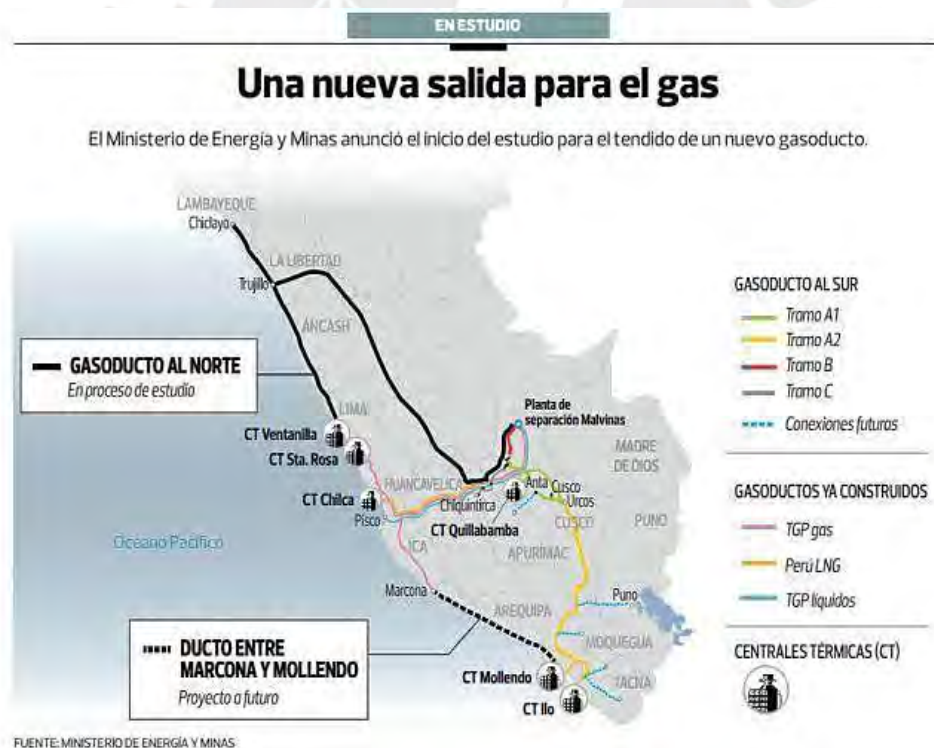 EN ESTUDIO
Una nueva salida para el gas
El Ministerio de Energía y Minas anunció el inicio del estudio para el tendido de un nuevo gasoducto.
LAMBAYEQUE
Chiclayo
LA LIBERTAD
Trujillo
ÁNCASH
GASODUCTO AL NORTE
En proceso de estudio
LIMA
CT Ventanilla
CT Sta. Rosa
CT Chilca
Pisco
HUANCAVELICA
Chiquintirca
CT Quillabamba
Planta de
separación Malvinas
MADRE
DE DIOS
Anta
Cusco
Urcos
CUSCO
PUNO
APURÍMAC
ICA
Océano Pacífico
Marcona
AREQUIPA
Puno
MOQUEGUA
TACNA
CT Mollendo
CT Ilo
DUCTO ENTRE
MARCONA Y MOLLENDO
Proyecto a futuro
GASODUCTO AL SUR
Tramo A1
Tramo A2
Tramo B
Tramo C
Conexiones futuras
GASODUCTOS YA CONSTRUIDOS
TGP gas
Perú LNG
TGP líquidos
CENTRALES TÉRMICAS (CT)
FUENTE: MINISTERIO DE ENERGÍA Y MINAS